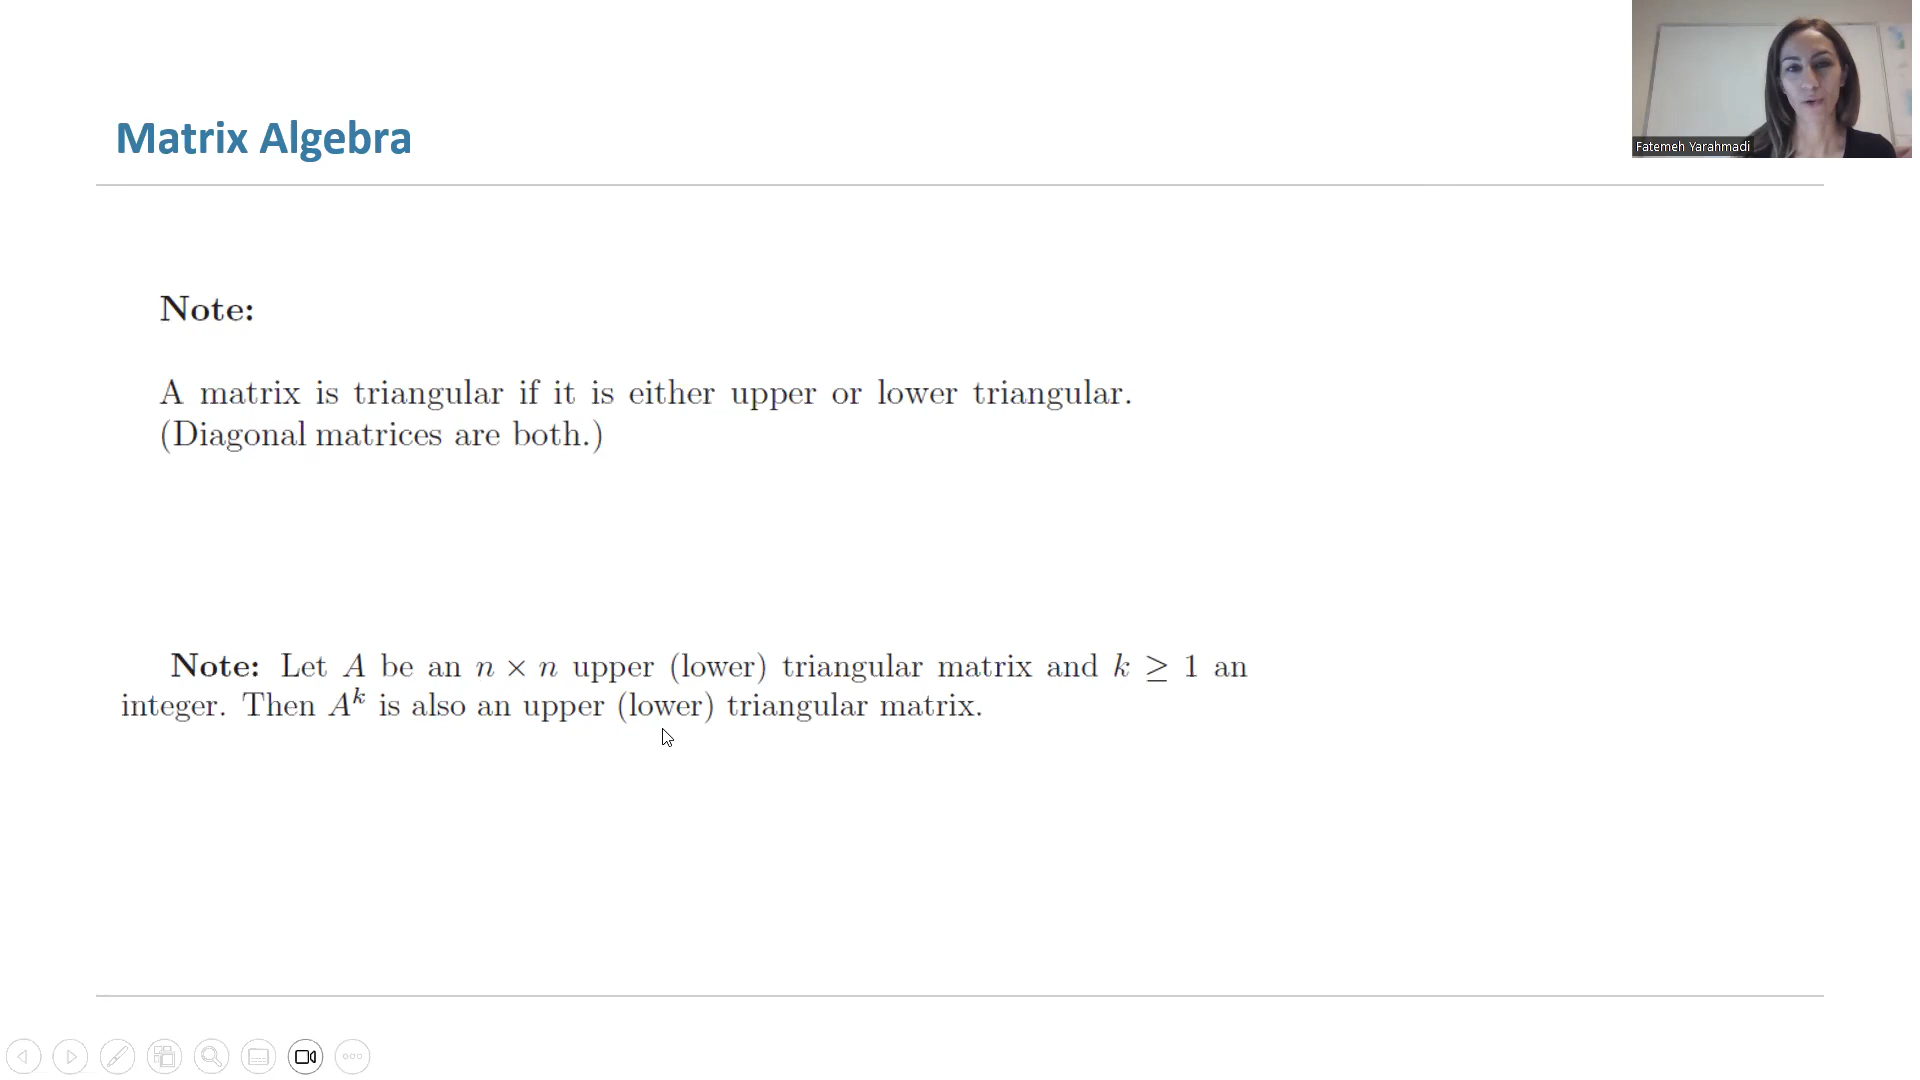 Matrix Algebra
Fatemeh Yarahmadi
Note:
A matrix is triangular if it is either upper or lower triangular.
(Diagonal matrices are both.)
Note: Let A be an n × n upper (lower) triangular matrix and k ≥ 1 an
integer. Then Aᵏ is also an upper (lower) triangular matrix.